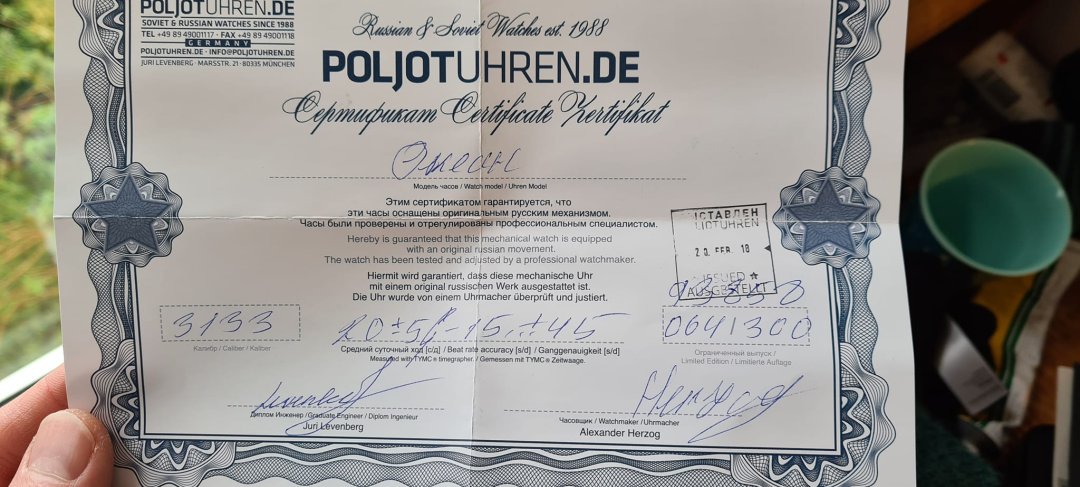 POLJOTUHREN.DE
SOVIET & RUSSIAN WATCHES SINCE 1988
TEL +49 89 49001117 · FAX +49 89 49001118
GERMANY
POLJOTUHREN.DE · INFO@POLJOTUHREN.DE
JURI LEVENBERG · MARSSTR. 21 · 80335 MÜNCHEN
Russian & Soviet Watches est. 1988
POLJOTUHREN.DE
Сертификат Certificate Zertifikat
Океан
Модель часов / Watch model / Uhren Model
Этим сертификатом гарантируется, что
эти часы оснащены оригинальным русским механизмом.
Часы были проверены и отрегулированы профессиональным специалистом.
Hereby is guaranteed that this mechanical watch is equipped
with an original russian movement.
The watch has been tested and adjusted by a professional watchmaker.
Hiermit wird garantiert, dass diese mechanische Uhr
mit einem original russischen Werk ausgestattet ist.
Die Uhr wurde von einem Uhrmacher überprüft und justiert.
ИСТАВЛЕН
LJOTUHREN
20 FEB. 18
ISSUED ★
AUSGESTELLT
3133
0641300
Калибр / Caliber / Kaliber
Средний суточный ход [с/д] / Beat rate accuracy [s/d] / Ganggenauigkeit [s/d]
Measured with TYMC® timegrapher. / Gemessen mit TYMC® Zeitwaage.
Ограниченный выпуск /
Limited Edition / Limitierte Auflage
Levenberg
Herzog
Диплом Инженер / Graduate Engineer / Diplom Ingenieur
Juri Levenberg
Часовщик / Watchmaker / Uhrmacher
Alexander Herzog